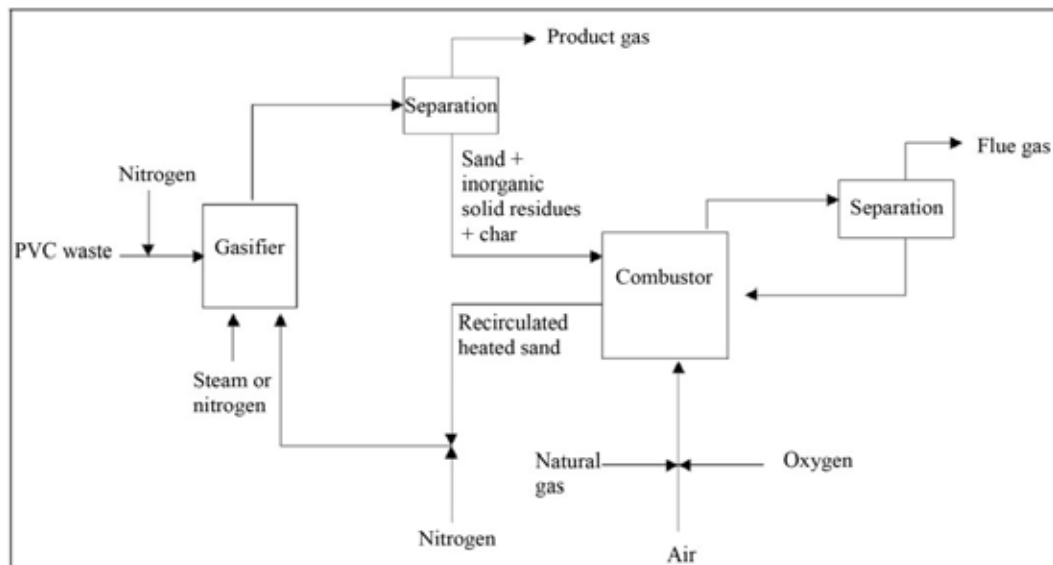 Product gas
Separation
Flue gas
Sand +
inorganic
solid residues
+ char
Nitrogen
Separation
PVC waste
Gasifier
Combustor
Recirculated
heated sand
Steam or
nitrogen
Natural
gas
Oxygen
Nitrogen
Air